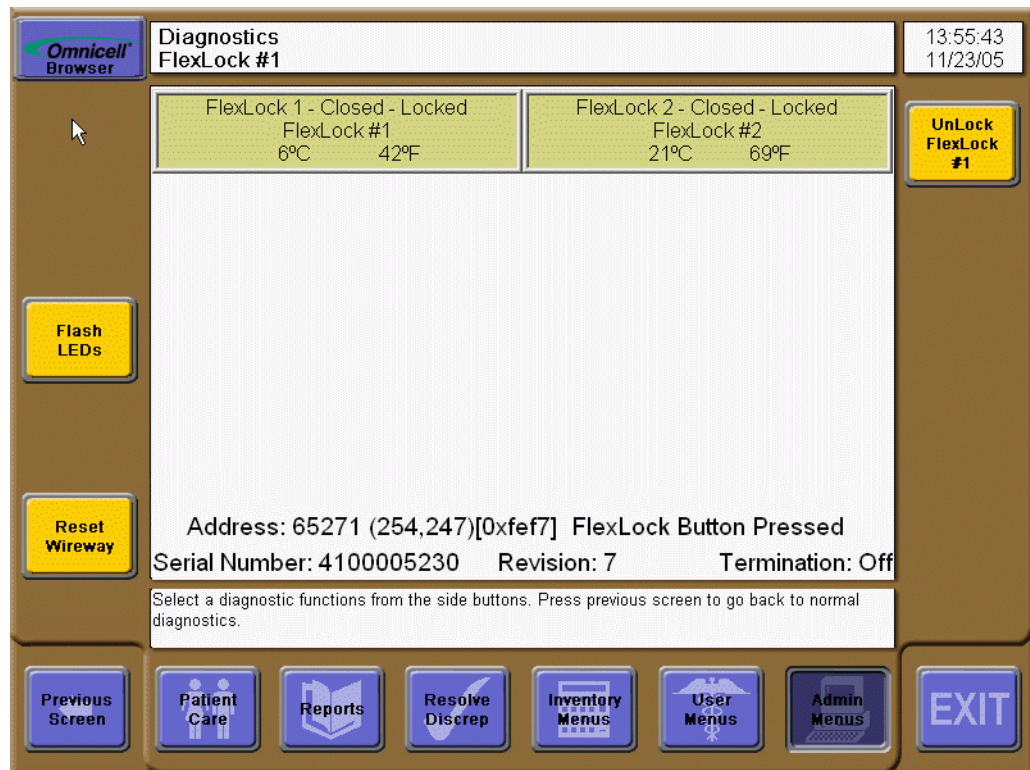 Omnicell
Browser
Diagnostics
FlexLock #1
13:55:43
11/23/05
FlexLock 1 - Closed - Locked
FlexLock #1
6ºC 42ºF
FlexLock 2 - Closed - Locked
FlexLock #2
21ºC 69ºF
UnLock
FlexLock
#1
Flash
LEDs
Reset
Wireway
Address: 65271 (254,247)[0xfef7] FlexLock Button Pressed
Serial Number: 4100005230 Revision: 7 Termination: Off
Select a diagnostic functions from the side buttons. Press previous screen to go back to normal
diagnostics.
Previous
Screen
Patient
Care
Reports
Resolve
Discrep
Inventory
Menus
User
Menus
Admin
Menus
EXIT